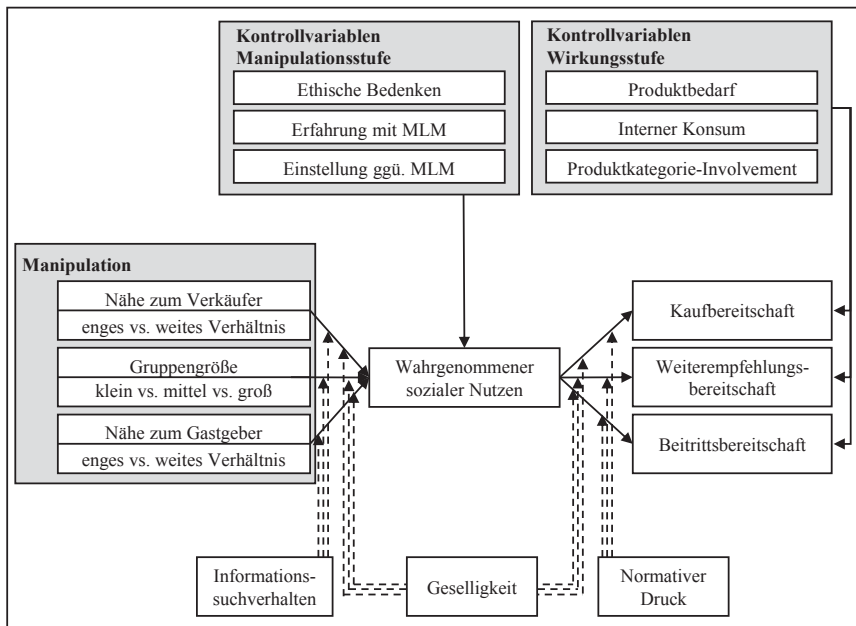 Kontrollvariablen
Manipulationsstufe
Ethische Bedenken
Erfahrung mit MLM
Einstellung ggü. MLM
Kontrollvariablen
Wirkungsstufe
Produktbedarf
Interner Konsum
Produktkategorie-Involvement
Manipulation
Nähe zum Verkäufer
enges vs. weites Verhältnis
Gruppengröße
klein vs. mittel vs. groß
Nähe zum Gastgeber
enges vs. weites Verhältnis
Wahrgenommener
sozialer Nutzen
Kaufbereitschaft
Weiterempfehlungs-
bereitschaft
Beitrittsbereitschaft
Informations-
suchverhalten
Geselligkeit
Normativer
Druck